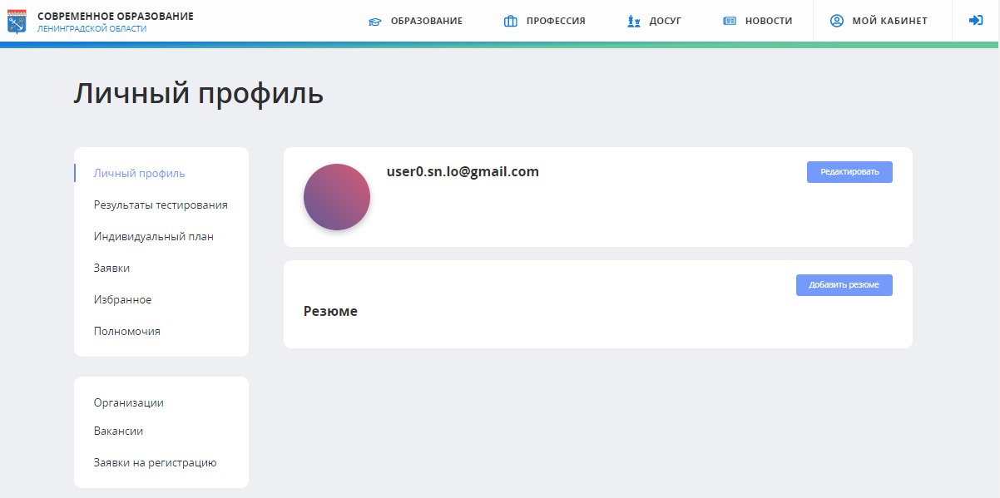 СОВРЕМЕННОЕ ОБРАЗОВАНИЕ
ЛЕНИНГРАДСКОЙ ОБЛАСТИ
ОБРАЗОВАНИЕ
ПРОФЕССИЯ
ДОСУГ
НОВОСТИ
МОЙ КАБИНЕТ
Личный профиль
Личный профиль
Результаты тестирования
Индивидуальный план
Заявки
Избранное
Полномочия
Организации
Вакансии
Заявки на регистрацию
user0.sn.lo@gmail.com
Редактировать
Добавить резюме
Резюме